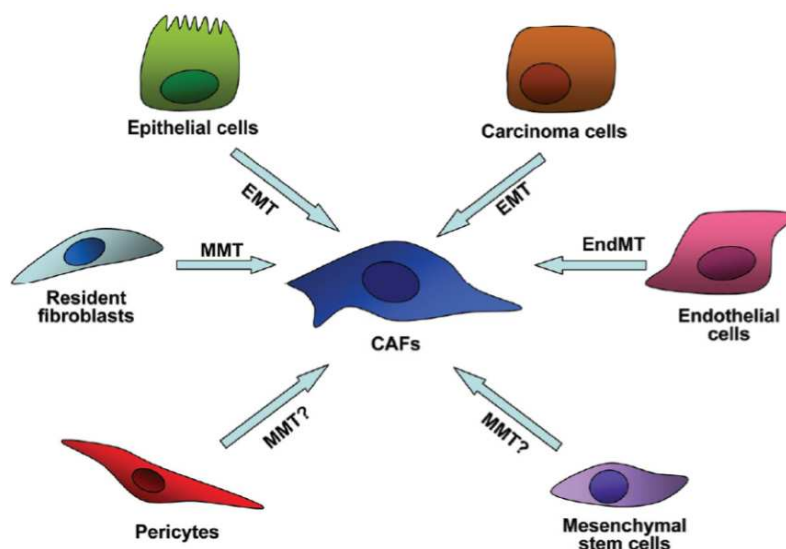 Epithelial cells
Carcinoma cells
EMT
EMT
MMT
EndMT
Resident
fibroblasts
CAFs
Endothelial
cells
MMT?
MMT?
Pericytes
Mesenchymal
stem cells